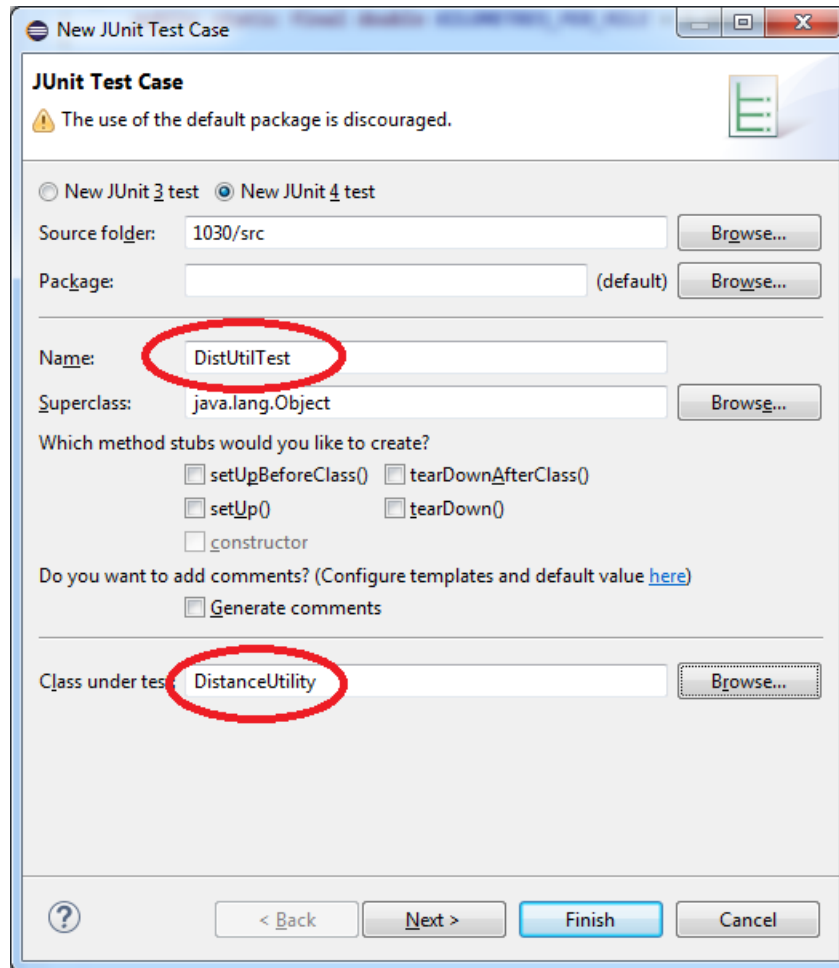 New JUnit Test Case
JUnit Test Case
The use of the default package is discouraged.
New JUnit 3 test New JUnit 4 test
Source folder: 1030/src Browse...
Package: (default) Browse...
Name: DistUtilTest
Superclass: java.lang.Object Browse...
Which method stubs would you like to create?
setUpBeforeClass() tearDownAfterClass()
setUp() tearDown()
constructor
Do you want to add comments? (Configure templates and default value here)
Generate comments
Class under test: DistanceUtility Browse...
? < Back Next > Finish Cancel